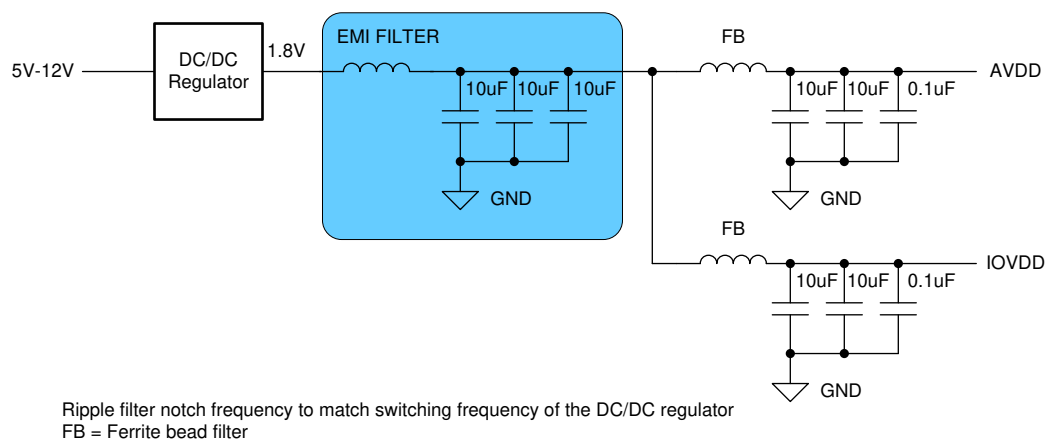 EMI FILTER
FB
DC/DC
Regulator
1.8V
5V-12V
AVDD
10uF
10uF
10uF
10uF
10uF
0.1uF
GND
GND
FB
IOVDD
10uF
10uF
0.1uF
GND
Ripple filter notch frequency to match switching frequency of the DC/DC regulator
FB = Ferrite bead filter